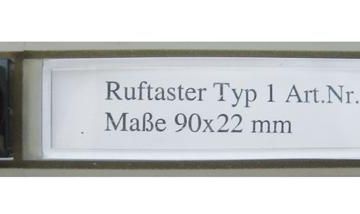 Ruftaster Typ 1 Art.Nr.
Maße 90x22 mm